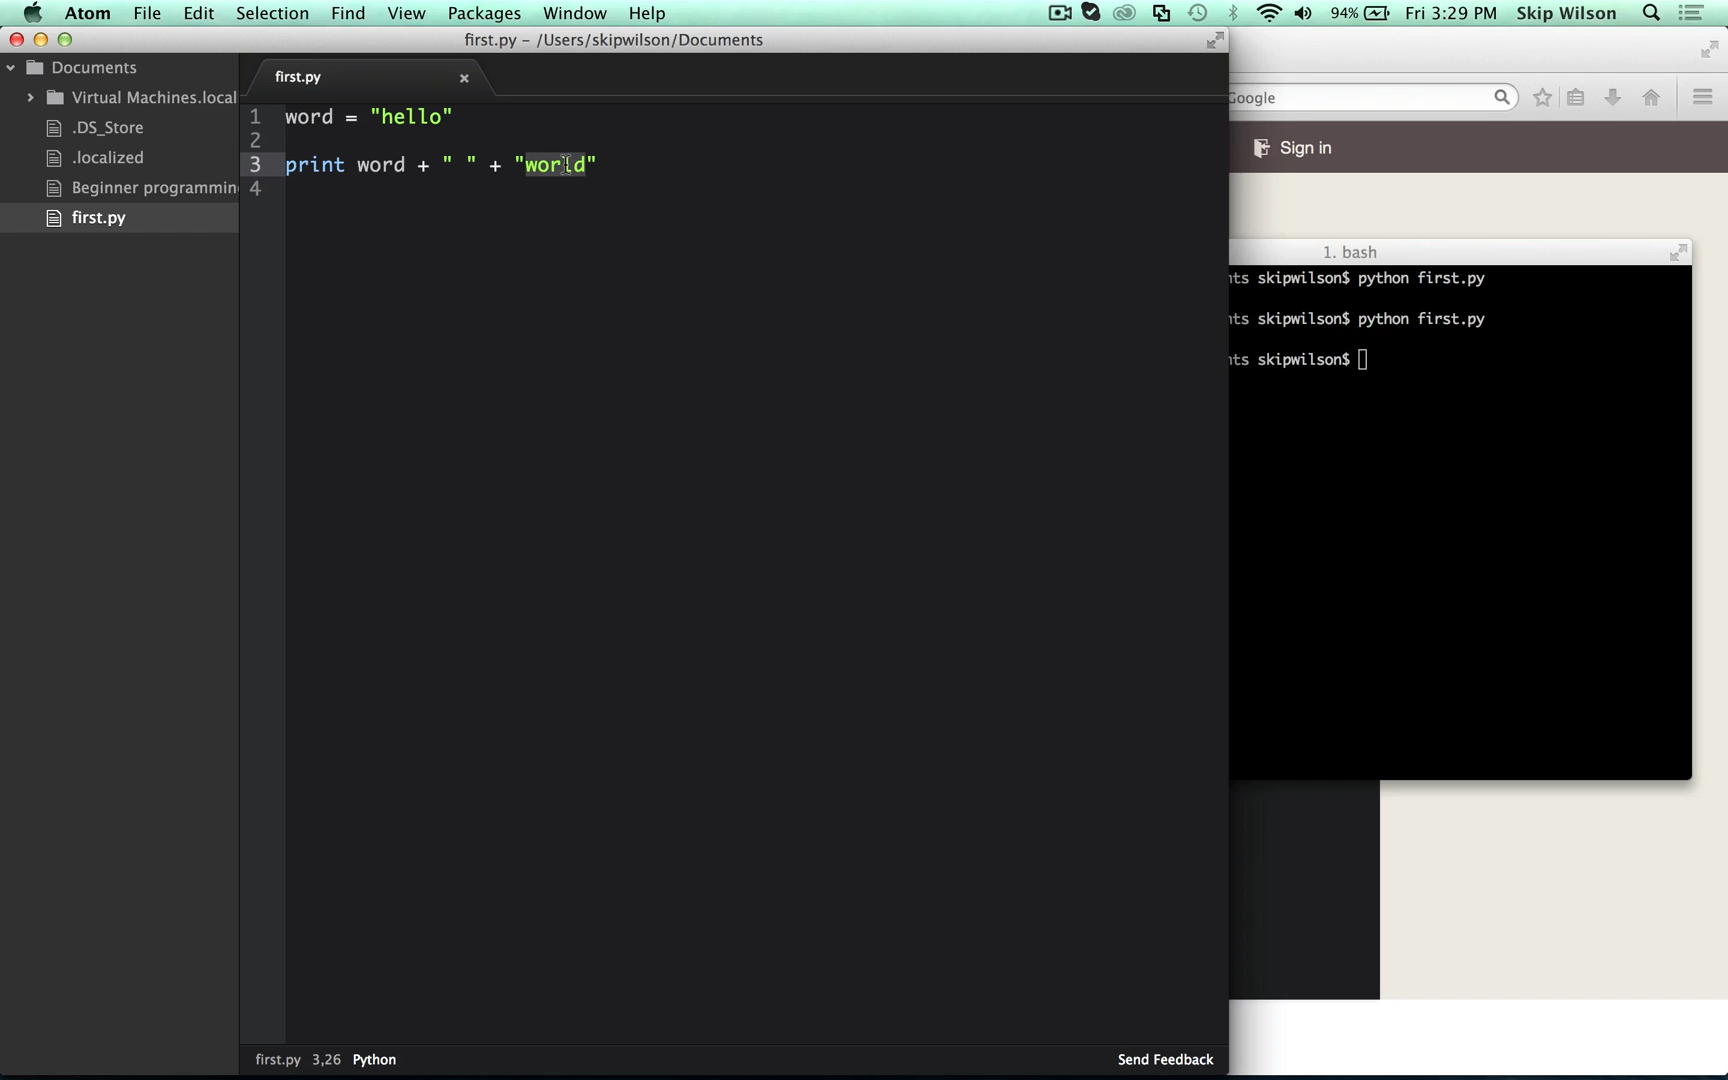 Atom File Edit Selection Find View Packages Window Help 94% Fri 3:29 PM Skip Wilson
first.py – /Users/skipwilson/Documents
Documents
Virtual Machines.local
.DS_Store
.localized
Beginner programmin
first.py
first.py
1 word = "hello"
2
3 print word + " " + "world"
4
first.py 3,26 Python
Send Feedback
Google
Sign in
1. bash
nts skipwilson$ python first.py
nts skipwilson$ python first.py
nts skipwilson$